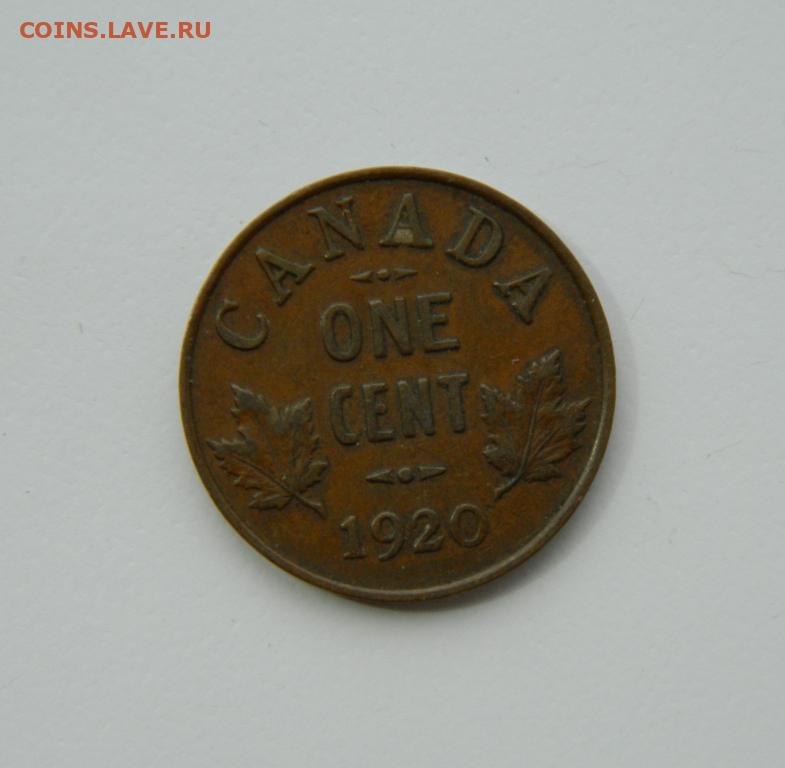 COINS.LAVE.RU
CANADA
ONE
CENT
1920